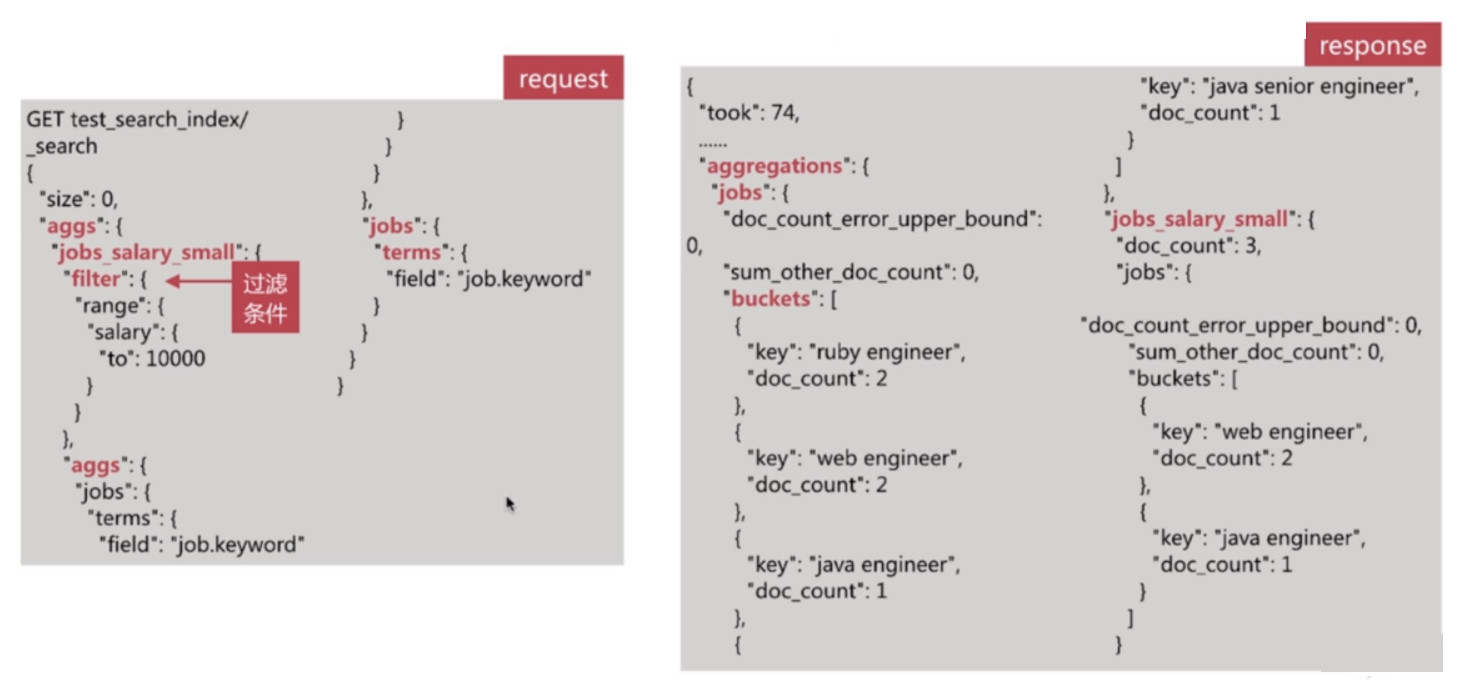 request
GET test_search_index/
_search
{
"size": 0,
"aggs": {
"jobs_salary_small": {
"filter": {
过滤
条件
"range": {
"salary": {
"to": 10000
}
}
},
"aggs": {
"jobs": {
"terms": {
"field": "job.keyword"
}
}
}
},
"jobs": {
"terms": {
"field": "job.keyword"
}
}
}
}
response
{
"took": 74,
......
"aggregations": {
"jobs": {
"doc_count_error_upper_bound":
0,
"sum_other_doc_count": 0,
"buckets": [
{
"key": "ruby engineer",
"doc_count": 2
},
{
"key": "web engineer",
"doc_count": 2
},
{
"key": "java engineer",
"doc_count": 1
},
{
"key": "java senior engineer",
"doc_count": 1
}
]
},
"jobs_salary_small": {
"doc_count": 3,
"jobs": {
"doc_count_error_upper_bound": 0,
"sum_other_doc_count": 0,
"buckets": [
{
"key": "web engineer",
"doc_count": 2
},
{
"key": "java engineer",
"doc_count": 1
}
]
}